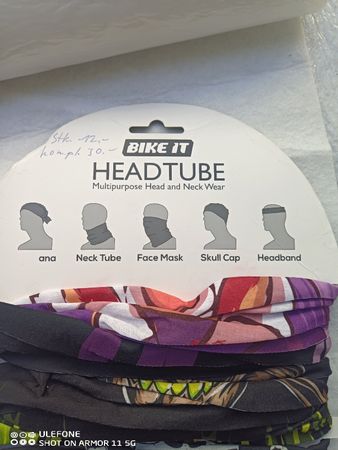 Stk. 12,-
kompl. 30.-
BIKE IT
HEADTUBE
Multipurpose Head and Neck Wear
ana Neck Tube Face Mask Skull Cap Headband
ULEFONE
SHOT ON ARMOR 11 5G